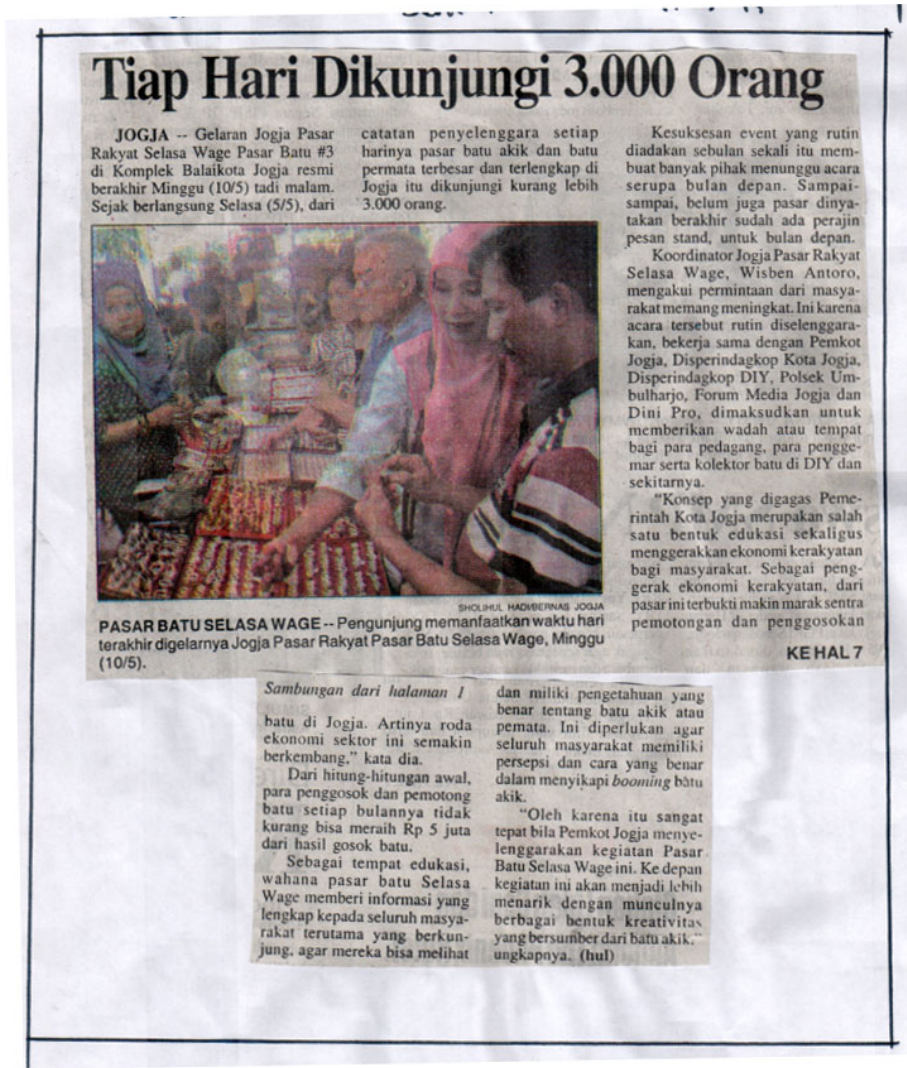 Tiap Hari Dikunjungi 3.000 Orang
JOGJA -- Gelaran Jogja Pasar
Rakyat Selasa Wage Pasar Batu #3
di Komplek Balaikota Jogja resmi
berakhir Minggu (10/5) tadi malam.
Sejak berlangsung Selasa (5/5), dari
catatan penyelenggara setiap
harinya pasar batu akik dan batu
permata terbesar dan terlengkap di
Jogja itu dikunjungi kurang lebih
3.000 orang.
SHOLIHUL HADI/BERNAS JOGJA
PASAR BATU SELASA WAGE -- Pengunjung memanfaatkan waktu hari
terakhir digelarnya Jogja Pasar Rakyat Pasar Batu Selasa Wage, Minggu
(10/5).
Kesuksesan event yang rutin
diadakan sebulan sekali itu mem-
buat banyak pihak menunggu acara
serupa bulan depan. Sampai-
sampai, belum juga pasar dinya-
takan berakhir sudah ada perajin
pesan stand, untuk bulan depan.
Koordinator Jogja Pasar Rakyat
Selasa Wage, Wisben Antoro,
mengakui permintaan dari masya-
rakat memang meningkat. Ini karena
acara tersebut rutin diselenggara-
kan, bekerja sama dengan Pemkot
Jogja, Disperindagkop Kota Jogja,
Disperindagkop DIY, Polsek Um-
bulharjo, Forum Media Jogja dan
Dini Pro, dimaksudkan untuk
memberikan wadah atau tempat
bagi para pedagang, para pengge-
mar serta kolektor batu di DIY dan
sekitarnya.
"Konsep yang digagas Peme-
rintah Kota Jogja merupakan salah
satu bentuk edukasi sekaligus
menggerakkan ekonomi kerakyatan
bagi masyarakat. Sebagai peng-
gerak ekonomi kerakyatan, dari
pasar ini terbukti makin marak sentra
pemotongan dan penggosokan
KE HAL 7
Sambungan dari halaman 1
batu di Jogja. Artinya roda
ekonomi sektor ini semakin
berkembang," kata dia.
Dari hitung-hitungan awal,
para penggosok dan pemotong
batu setiap bulannya tidak
kurang bisa meraih Rp 5 juta
dari hasil gosok batu.
Sebagai tempat edukasi,
wahana pasar batu Selasa
Wage memberi informasi yang
lengkap kepada seluruh masya-
rakat terutama yang berkun-
jung, agar mereka bisa melihat
dan miliki pengetahuan yang
benar tentang batu akik atau
pemata. Ini diperlukan agar
seluruh masyarakat memiliki
persepsi dan cara yang benar
dalam menyikapi booming batu
akik.
"Oleh karena itu sangat
tepat bila Pemkot Jogja menye-
lenggarakan kegiatan Pasar
Batu Selasa Wage ini. Ke depan
kegiatan ini akan menjadi lebih
menarik dengan munculnya
berbagai bentuk kreativitas
yang bersumber dari batu akik,"
ungkapnya. (hul)